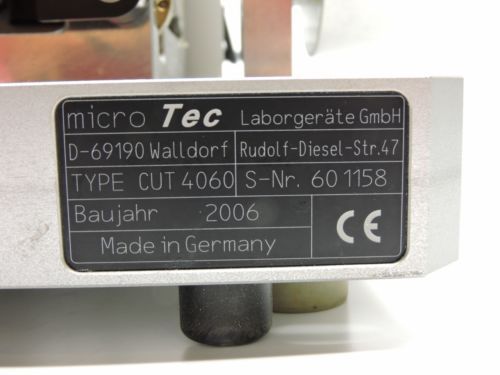 micro Tec Laborgeräte GmbH
D-69190 Walldorf Rudolf-Diesel-Str.47
TYPE CUT 4060 S-Nr. 60 1158
Baujahr 2006
CE
Made in Germany